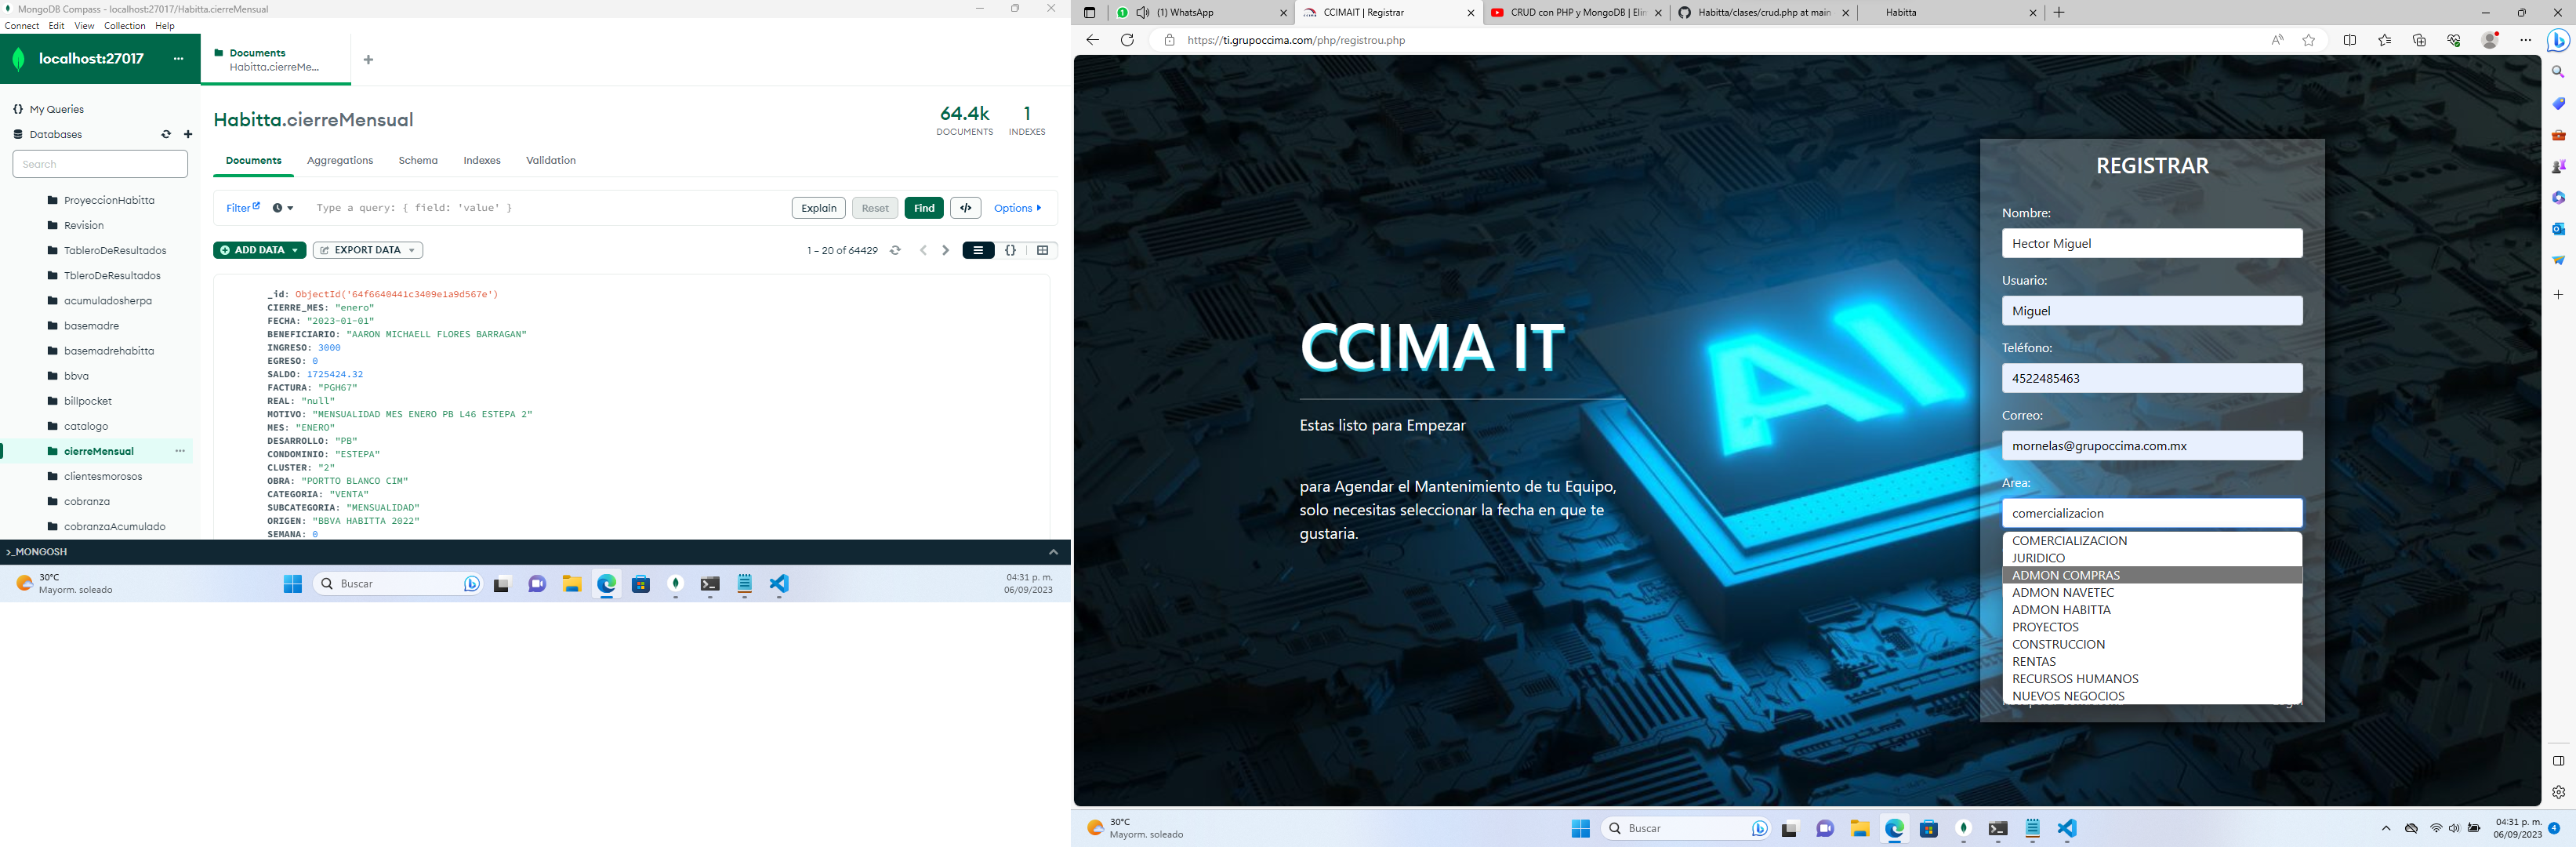 MongoDB Compass - localhost:27017/Habitta.cierreMensual
Connect Edit View Collection Help
localhost:27017
Documents
Habitta.cierreMe...
My Queries
Databases
Search
ProyeccionHabitta
Revision
TableroDeResultados
TbleroDeResultados
acumuladosherpa
basemadre
basemadrehabitta
bbva
billpocket
catalogo
cierreMensual
clientesmorosos
cobranza
cobranzaAcumulado
Habitta.cierreMensual
64.4k
DOCUMENTS
1
INDEXES
Documents Aggregations Schema Indexes Validation
Filter Type a query: { field: 'value' } Explain Reset Find </> Options
ADD DATA EXPORT DATA 1 – 20 of 64429 {}
_id: ObjectId('64f6640441c3409e1a9d567e')
CIERRE_MES: "enero"
FECHA: "2023-01-01"
BENEFICIARIO: "AARON MICHAELL FLORES BARRAGAN"
INGRESO: 3000
EGRESO: 0
SALDO: 1725424.32
FACTURA: "PGH67"
REAL: "null"
MOTIVO: "MENSUALIDAD MES ENERO PB L46 ESTEPA 2"
MES: "ENERO"
DESARROLLO: "PB"
CONDOMINIO: "ESTEPA"
CLUSTER: "2"
OBRA: "PORTTO BLANCO CIM"
CATEGORIA: "VENTA"
SUBCATEGORIA: "MENSUALIDAD"
ORIGEN: "BBVA HABITTA 2022"
SEMANA: 0
>_MONGOSH
30°C
Mayorm. soleado
Buscar
04:31 p. m.
06/09/2023
(1) WhatsApp
CCIMAIT | Registrar
CRUD con PHP y MongoDB | Elim
Habitta/clases/crud.php at main
Habitta
https://ti.grupoccima.com/php/registrou.php
CCIMA IT
Estas listo para Empezar
para Agendar el Mantenimiento de tu Equipo,
solo necesitas seleccionar la fecha en que te
gustaria.
REGISTRAR
Nombre:
Hector Miguel
Usuario:
Miguel
Teléfono:
4522485463
Correo:
mornelas@grupoccima.com.mx
Area:
comercializacion
COMERCIALIZACION
JURIDICO
ADMON COMPRAS
ADMON NAVETEC
ADMON HABITTA
PROYECTOS
CONSTRUCCION
RENTAS
RECURSOS HUMANOS
NUEVOS NEGOCIOS
30°C
Mayorm. soleado
Buscar
04:31 p. m.
06/09/2023
4